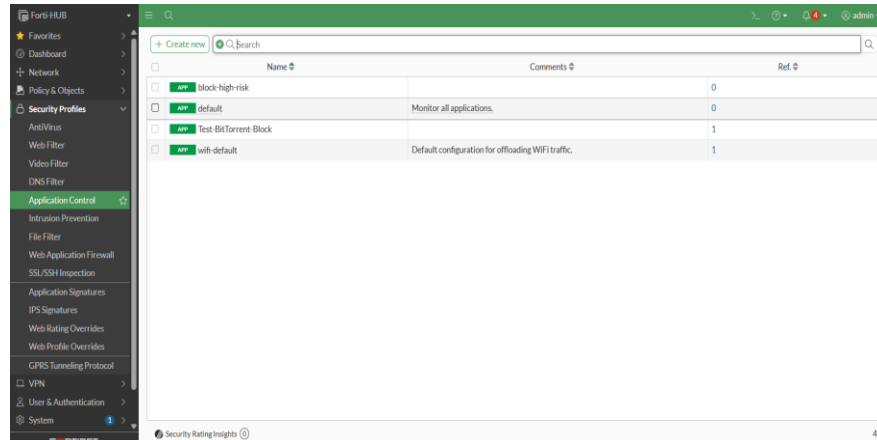 Forti-HUB
Favorites
Dashboard
Network
Policy & Objects
Security Profiles
AntiVirus
Web Filter
Video Filter
DNS Filter
Application Control
Intrusion Prevention
File Filter
Web Application Firewall
SSL/SSH Inspection
Application Signatures
IPS Signatures
Web Rating Overrides
Web Profile Overrides
GPRS Tunneling Protocol
VPN
User & Authentication
System 1
4 admin
+ Create new Search
Name Comments Ref.
APP block-high-risk 0
APP default Monitor all applications. 0
APP Test-BitTorrent-Block 1
APP wifi-default Default configuration for offloading WiFi traffic. 1
Security Rating Insights 0 4